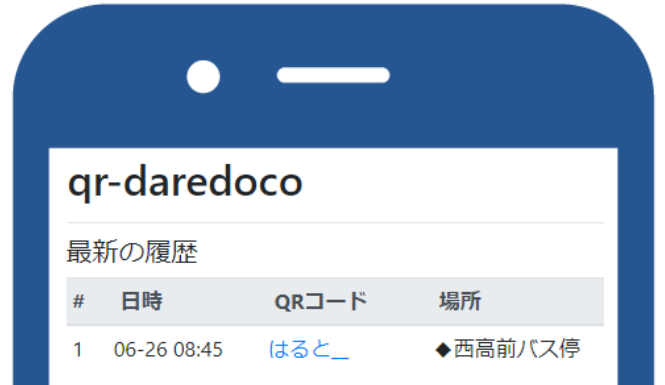 qr-daredoco
最新の履歴
# 日時 QRコード 場所
1 06-26 08:45 はると__ ◆西高前バス停